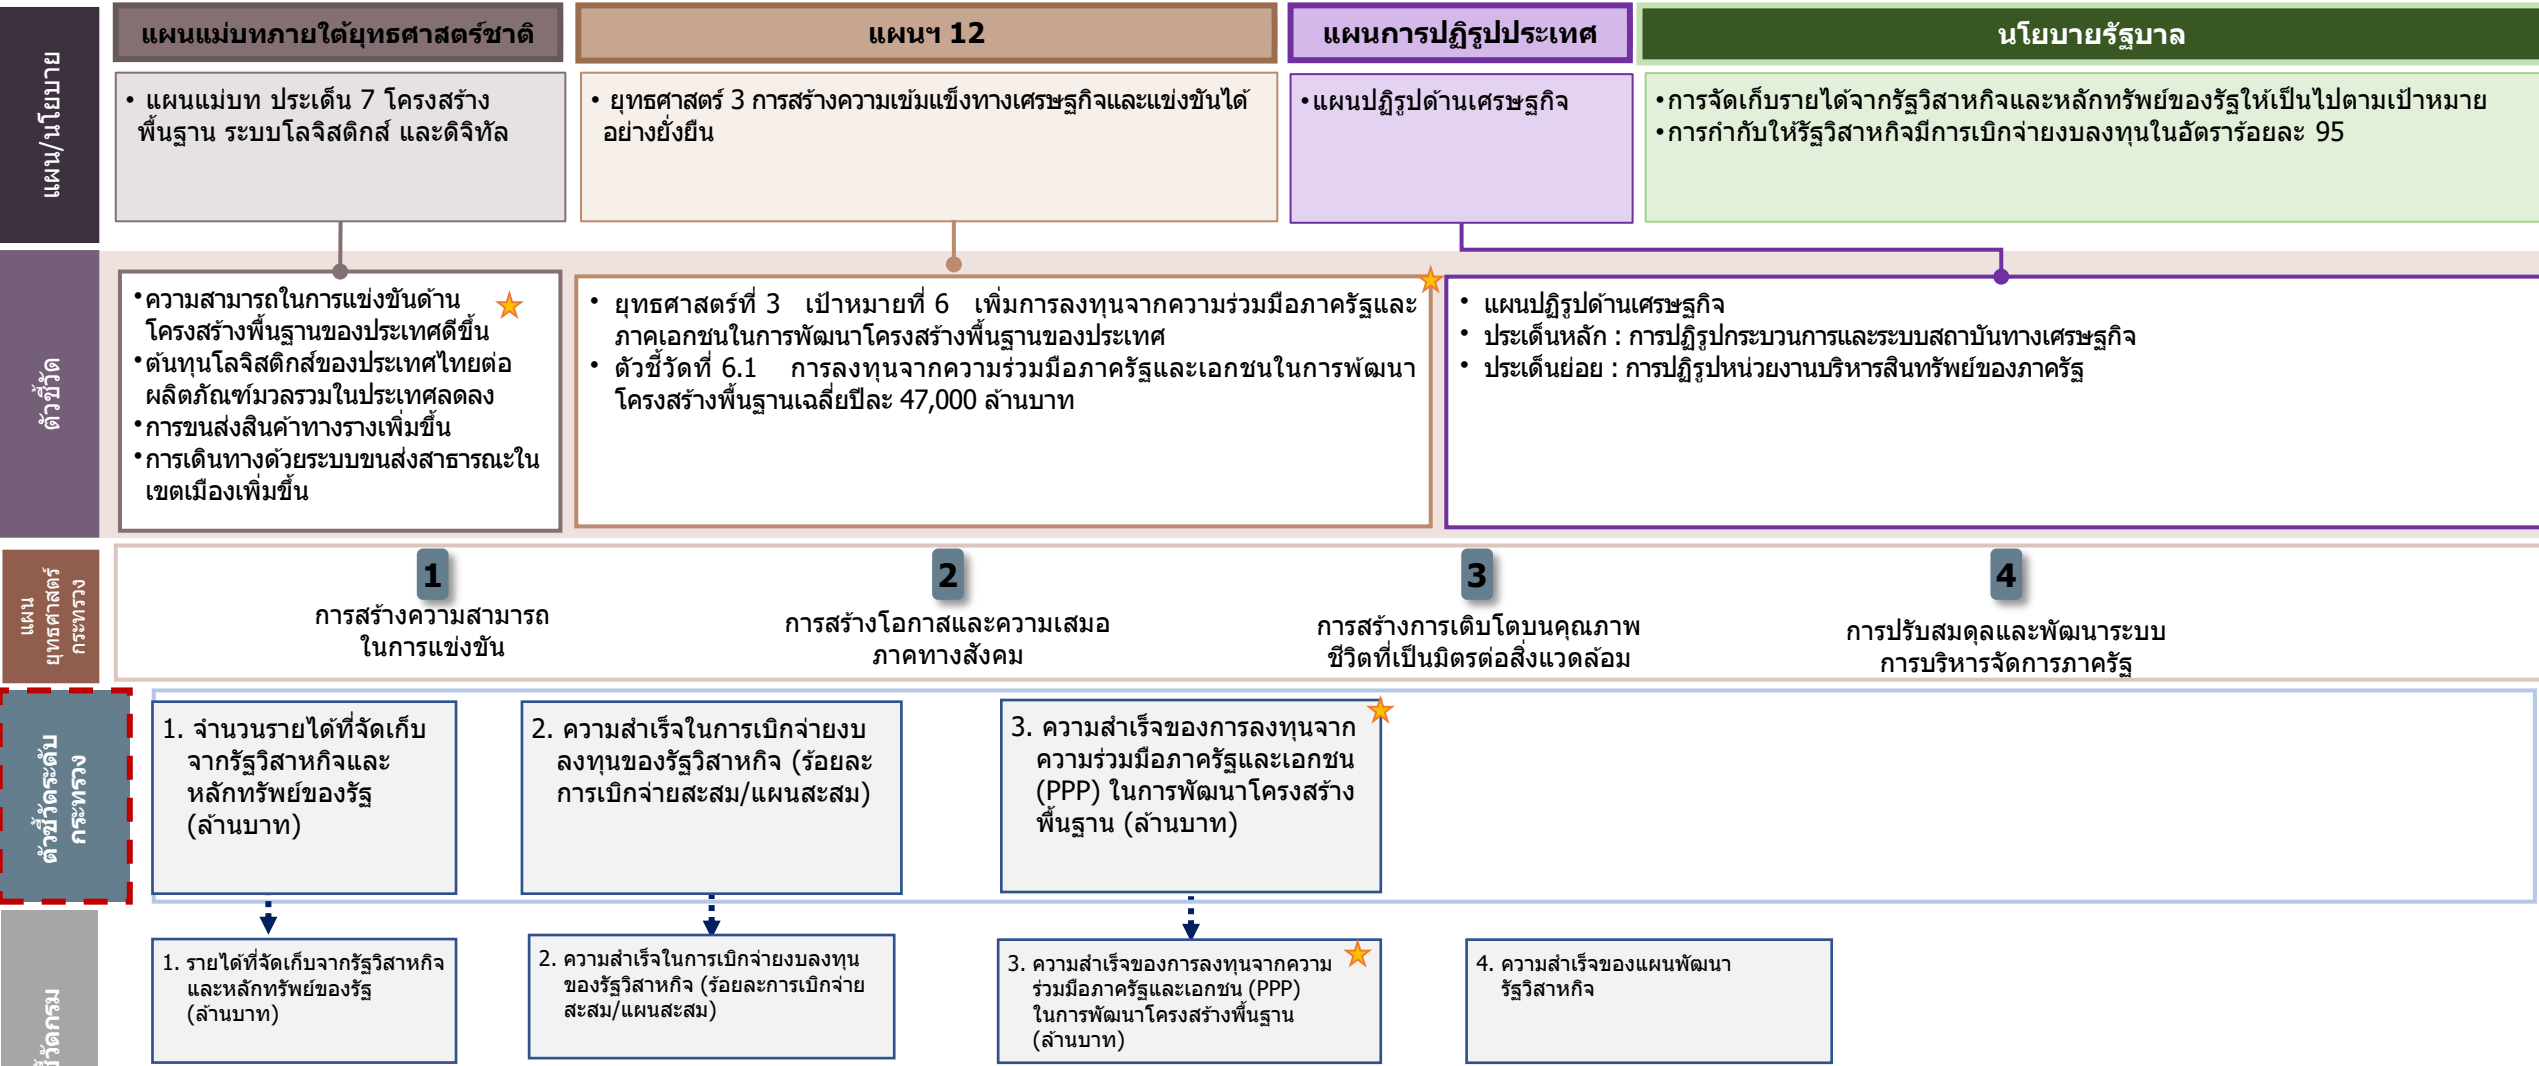 แผน/นโยบาย
แผนแม่บทภายใต้ยุทธศาสตร์ชาติ
แผนฯ 12
แผนการปฏิรูปประเทศ
นโยบายรัฐบาล
• แผนแม่บท ประเด็น 7 โครงสร้าง
พื้นฐาน ระบบโลจิสติกส์ และดิจิทัล
• ยุทธศาสตร์ 3 การสร้างความเข้มแข็งทางเศรษฐกิจและแข่งขันได้
อย่างยั่งยืน
•แผนปฏิรูปด้านเศรษฐกิจ
•การจัดเก็บรายได้จากรัฐวิสาหกิจและหลักทรัพย์ของรัฐให้เป็นไปตามเป้าหมาย
•การกำกับให้รัฐวิสาหกิจมีการเบิกจ่ายงบลงทุนในอัตราร้อยละ 95
ตัวชี้วัด
•ความสามารถในการแข่งขันด้าน
โครงสร้างพื้นฐานของประเทศดีขึ้น
•ต้นทุนโลจิสติกส์ของประเทศไทยต่อ
ผลิตภัณฑ์มวลรวมในประเทศลดลง
•การขนส่งสินค้าทางรางเพิ่มขึ้น
•การเดินทางด้วยระบบขนส่งสาธารณะใน
เขตเมืองเพิ่มขึ้น
• ยุทธศาสตร์ที่ 3 เป้าหมายที่ 6 เพิ่มการลงทุนจากความร่วมมือภาครัฐและ
ภาคเอกชนในการพัฒนาโครงสร้างพื้นฐานของประเทศ
• ตัวชี้วัดที่ 6.1 การลงทุนจากความร่วมมือภาครัฐและเอกชนในการพัฒนา
โครงสร้างพื้นฐานเฉลี่ยปีละ 47,000 ล้านบาท
• แผนปฏิรูปด้านเศรษฐกิจ
• ประเด็นหลัก : การปฏิรูปกระบวนการและระบบสถาบันทางเศรษฐกิจ
• ประเด็นย่อย : การปฏิรูปหน่วยงานบริหารสินทรัพย์ของภาครัฐ
แผน
ยุทธศาสตร์
กระทรวง
1
การสร้างความสามารถ
ในการแข่งขัน
2
การสร้างโอกาสและความเสมอ
ภาคทางสังคม
3
การสร้างการเติบโตบนคุณภาพ
ชีวิตที่เป็นมิตรต่อสิ่งแวดล้อม
4
การปรับสมดุลและพัฒนาระบบ
การบริหารจัดการภาครัฐ
ตัวชี้วัดระดับ
กระทรวง
1. จำนวนรายได้ที่จัดเก็บ
จากรัฐวิสาหกิจและ
หลักทรัพย์ของรัฐ
(ล้านบาท)
2. ความสำเร็จในการเบิกจ่ายงบ
ลงทุนของรัฐวิสาหกิจ (ร้อยละ
การเบิกจ่ายสะสม/แผนสะสม)
3. ความสำเร็จของการลงทุนจาก
ความร่วมมือภาครัฐและเอกชน
(PPP) ในการพัฒนาโครงสร้าง
พื้นฐาน (ล้านบาท)
1. รายได้ที่จัดเก็บจากรัฐวิสาหกิจ
และหลักทรัพย์ของรัฐ
(ล้านบาท)
2. ความสำเร็จในการเบิกจ่ายงบลงทุน
ของรัฐวิสาหกิจ (ร้อยละการเบิกจ่าย
สะสม/แผนสะสม)
3. ความสำเร็จของการลงทุนจากความ
ร่วมมือภาครัฐและเอกชน (PPP)
ในการพัฒนาโครงสร้างพื้นฐาน
(ล้านบาท)
4. ความสำเร็จของแผนพัฒนา
รัฐวิสาหกิจ